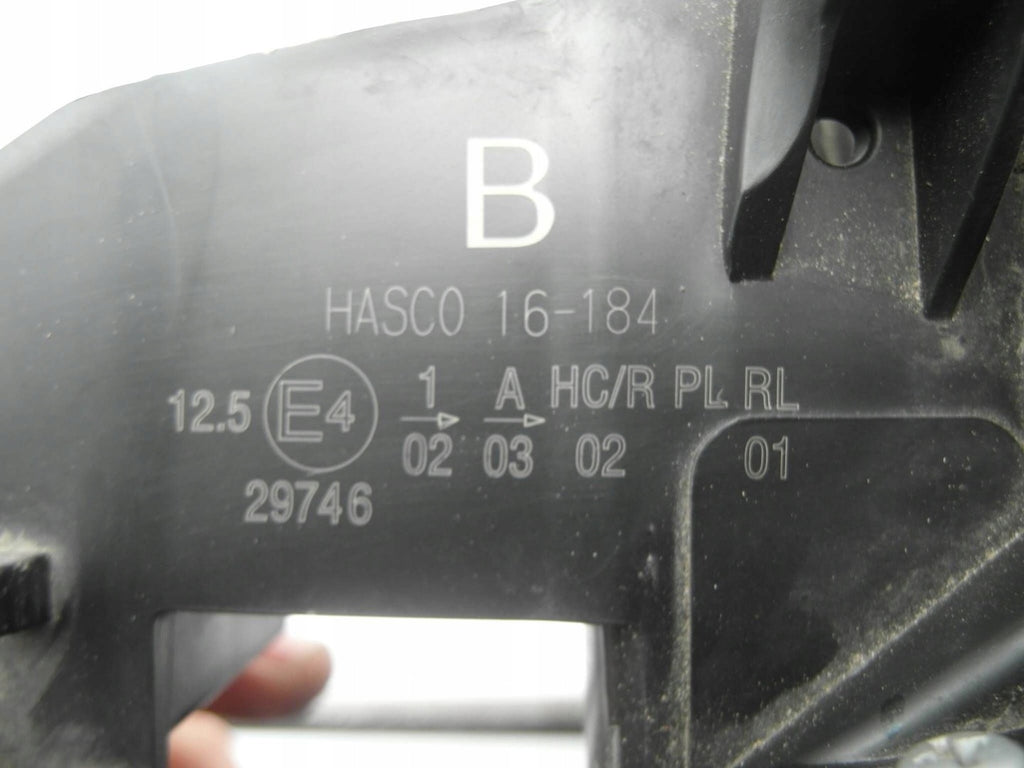 B
HASCO 16-184
12.5 E4 1 A HC/R PL RL
02 03 02 01
29746